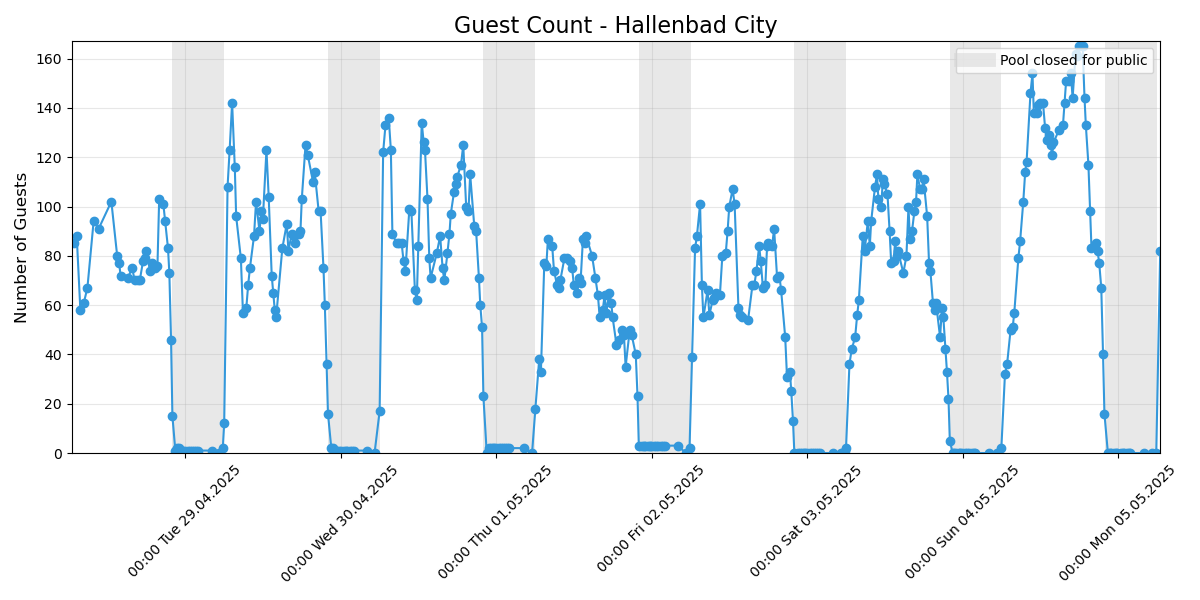 Guest Count - Hallenbad City
Pool closed for public
Number of Guests
160
140
120
100
80
60
40
20
0
00:00 Tue 29.04.2025
00:00 Wed 30.04.2025
00:00 Thu 01.05.2025
00:00 Fri 02.05.2025
00:00 Sat 03.05.2025
00:00 Sun 04.05.2025
00:00 Mon 05.05.2025